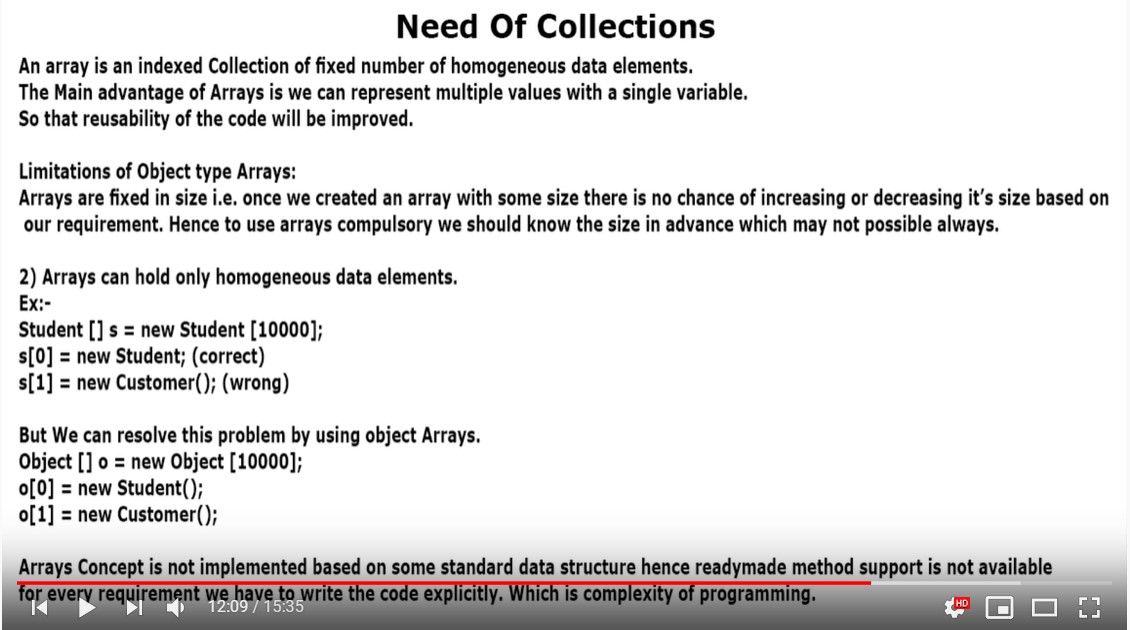 Need Of Collections
An array is an indexed Collection of fixed number of homogeneous data elements.
The Main advantage of Arrays is we can represent multiple values with a single variable.
So that reusability of the code will be improved.
Limitations of Object type Arrays:
Arrays are fixed in size i.e. once we created an array with some size there is no chance of increasing or decreasing it's size based on
our requirement. Hence to use arrays compulsory we should know the size in advance which may not possible always.
2) Arrays can hold only homogeneous data elements.
Ex:-
Student [] s = new Student [10000];
s[0] = new Student; (correct)
s[1] = new Customer(); (wrong)
But We can resolve this problem by using object Arrays.
Object [] o = new Object [10000];
o[0] = new Student();
o[1] = new Customer();
Arrays Concept is not implemented based on some standard data structure hence readymade method support is not available
for every requirement we have to write the code explicitly. Which is complexity of programming.
12:09 / 15:35
HD